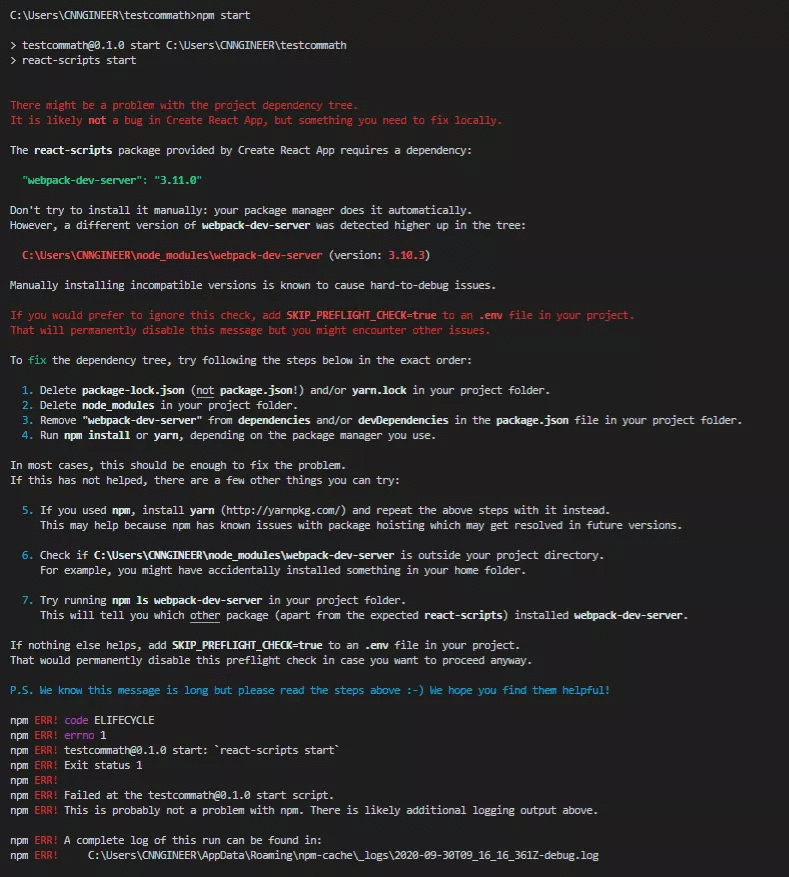 C:\Users\CNNGINEER\testcommath>npm start
> testcommath@0.1.0 start C:\Users\CNNGINEER\testcommath
> react-scripts start
There might be a problem with the project dependency tree.
It is likely not a bug in Create React App, but something you need to fix locally.
The react-scripts package provided by Create React App requires a dependency:
"webpack-dev-server": "3.11.0"
Don't try to install it manually: your package manager does it automatically.
However, a different version of webpack-dev-server was detected higher up in the tree:
C:\Users\CNNGINEER\node_modules\webpack-dev-server (version: 3.10.3)
Manually installing incompatible versions is known to cause hard-to-debug issues.
If you would prefer to ignore this check, add SKIP_PREFLIGHT_CHECK=true to an .env file in your project.
That will permanently disable this message but you might encounter other issues.
To fix the dependency tree, try following the steps below in the exact order:
1. Delete package-lock.json (not package.json!) and/or yarn.lock in your project folder.
2. Delete node_modules in your project folder.
3. Remove "webpack-dev-server" from dependencies and/or devDependencies in the package.json file in your project folder.
4. Run npm install or yarn, depending on the package manager you use.
In most cases, this should be enough to fix the problem.
If this has not helped, there are a few other things you can try:
5. If you used npm, install yarn (http://yarnpkg.com/) and repeat the above steps with it instead.
This may help because npm has known issues with package hoisting which may get resolved in future versions.
6. Check if C:\Users\CNNGINEER\node_modules\webpack-dev-server is outside your project directory.
For example, you might have accidentally installed something in your home folder.
7. Try running npm ls webpack-dev-server in your project folder.
This will tell you which other package (apart from the expected react-scripts) installed webpack-dev-server.
If nothing else helps, add SKIP_PREFLIGHT_CHECK=true to an .env file in your project.
That would permanently disable this preflight check in case you want to proceed anyway.
P.S. We know this message is long but please read the steps above :-) We hope you find them helpful!
npm ERR! code ELIFECYCLE
npm ERR! errno 1
npm ERR! testcommath@0.1.0 start: `react-scripts start`
npm ERR! Exit status 1
npm ERR!
npm ERR! Failed at the testcommath@0.1.0 start script.
npm ERR! This is probably not a problem with npm. There is likely additional logging output above.
npm ERR! A complete log of this run can be found in:
npm ERR! C:\Users\CNNGINEER\AppData\Roaming\npm-cache\_logs\2020-09-30T09_16_16_361Z-debug.log